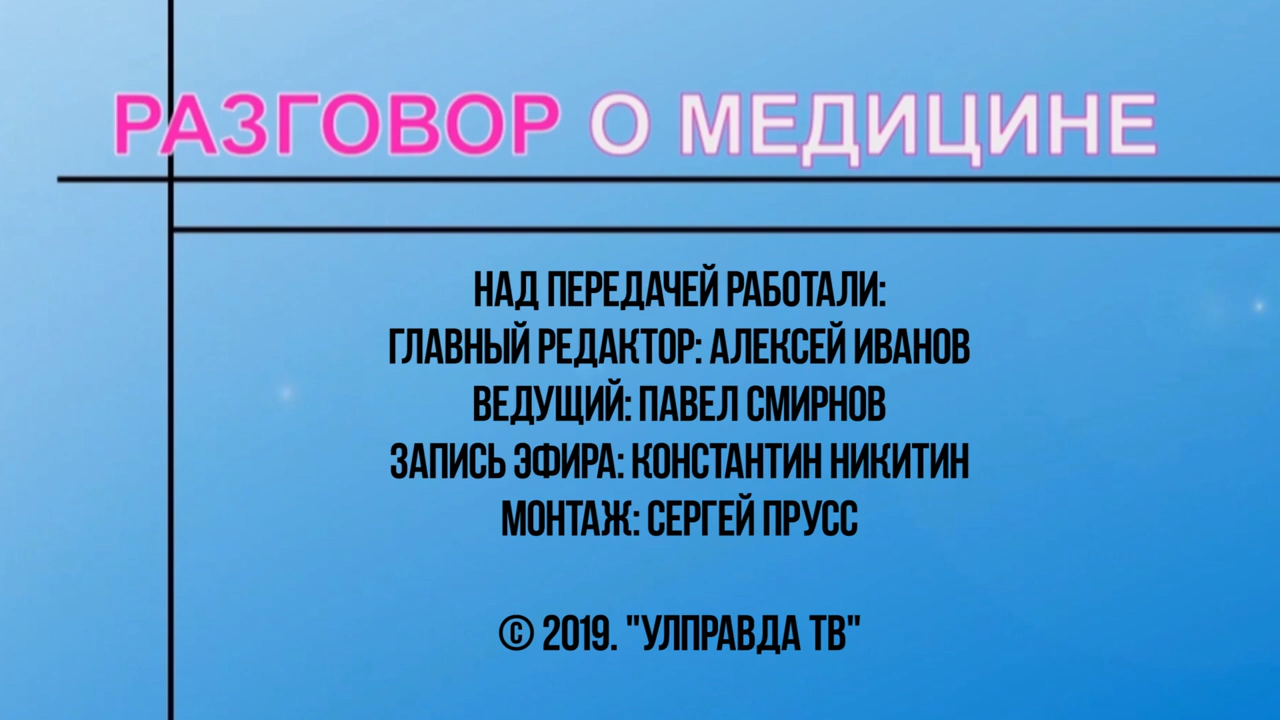 РАЗГОВОР О МЕДИЦИНЕ
НАД ПЕРЕДАЧЕЙ РАБОТАЛИ:
ГЛАВНЫЙ РЕДАКТОР: АЛЕКСЕЙ ИВАНОВ
ВЕДУЩИЙ: ПАВЕЛ СМИРНОВ
ЗАПИСЬ ЭФИРА: КОНСТАНТИН НИКИТИН
МОНТАЖ: СЕРГЕЙ ПРУСС
© 2019. "УЛПРАВДА ТВ"